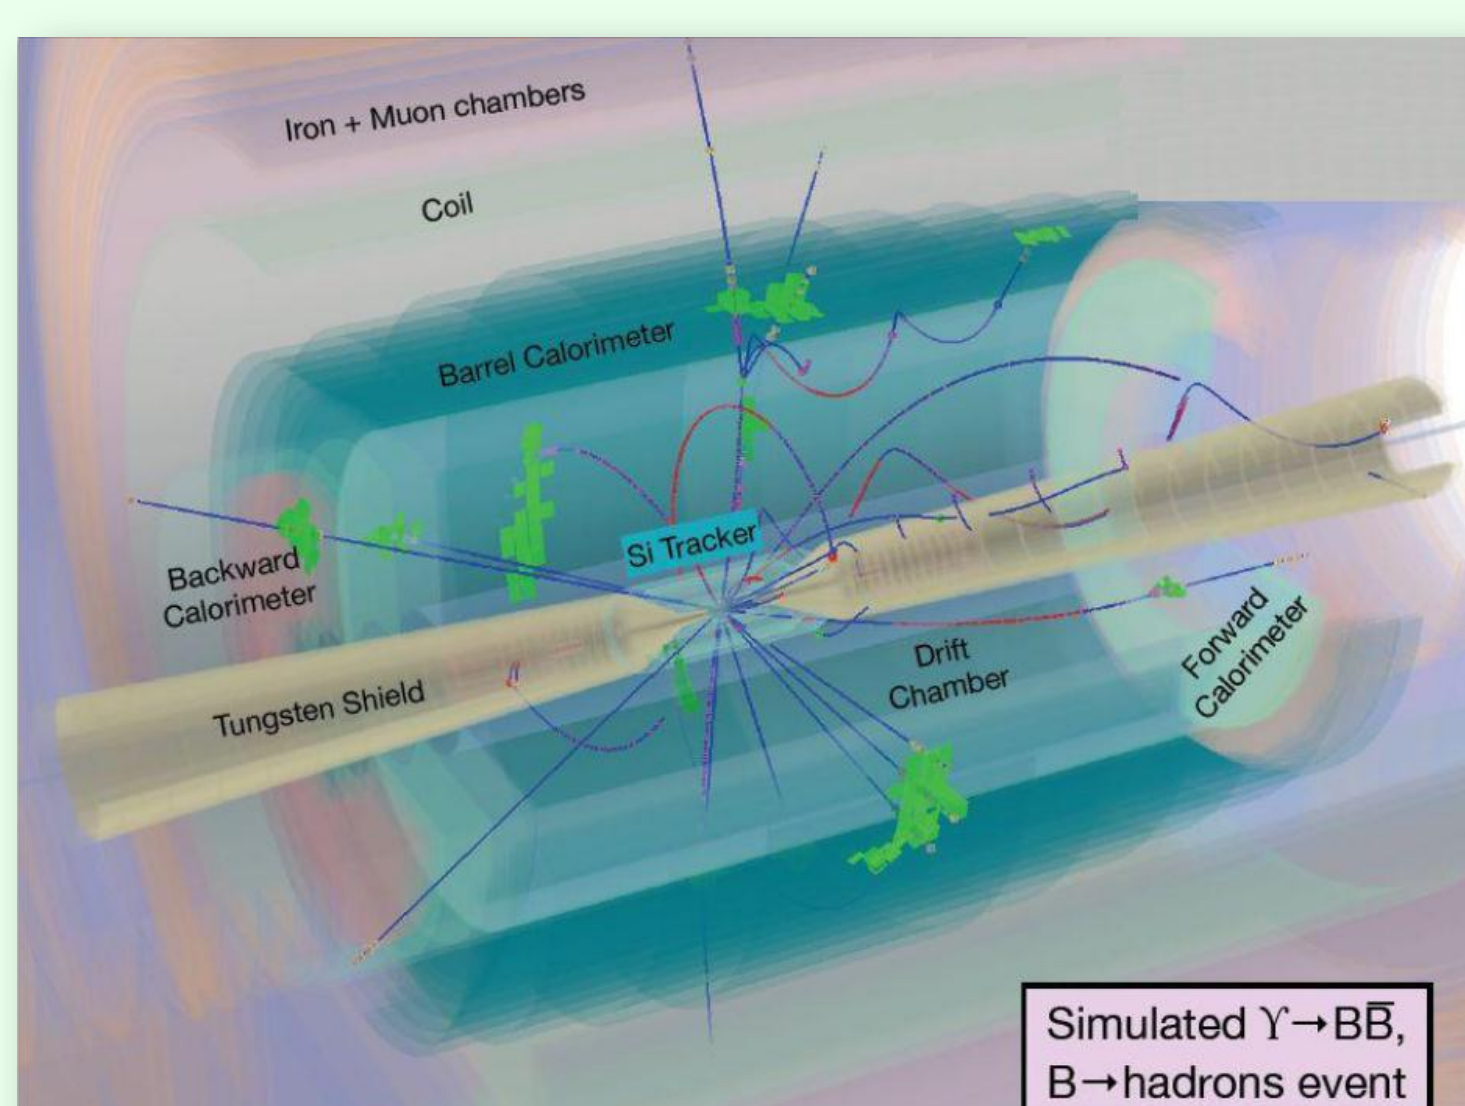 Iron + Muon chambers
Coil
Barrel Calorimeter
Si Tracker
Backward
Calorimeter
Drift
Chamber
Forward
Calorimeter
Tungsten Shield
Simulated ϒ→BB̅,
B→hadrons event